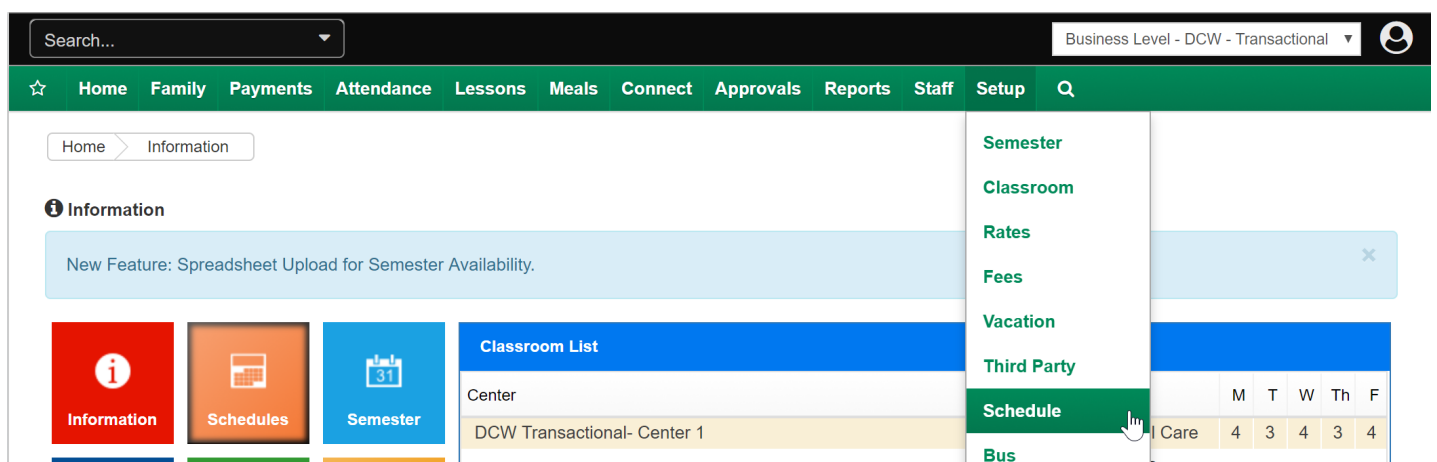 Search...
Business Level - DCW - Transactional
Home Family Payments Attendance Lessons Meals Connect Approvals Reports Staff Setup
Home Information
Semester
Classroom
Rates
Fees
Vacation
Third Party
Schedule
Bus
Information
New Feature: Spreadsheet Upload for Semester Availability.
Information
Schedules
31
Semester
Classroom List
Center M T W Th F
DCW Transactional- Center 1 l Care 4 3 4 3 4